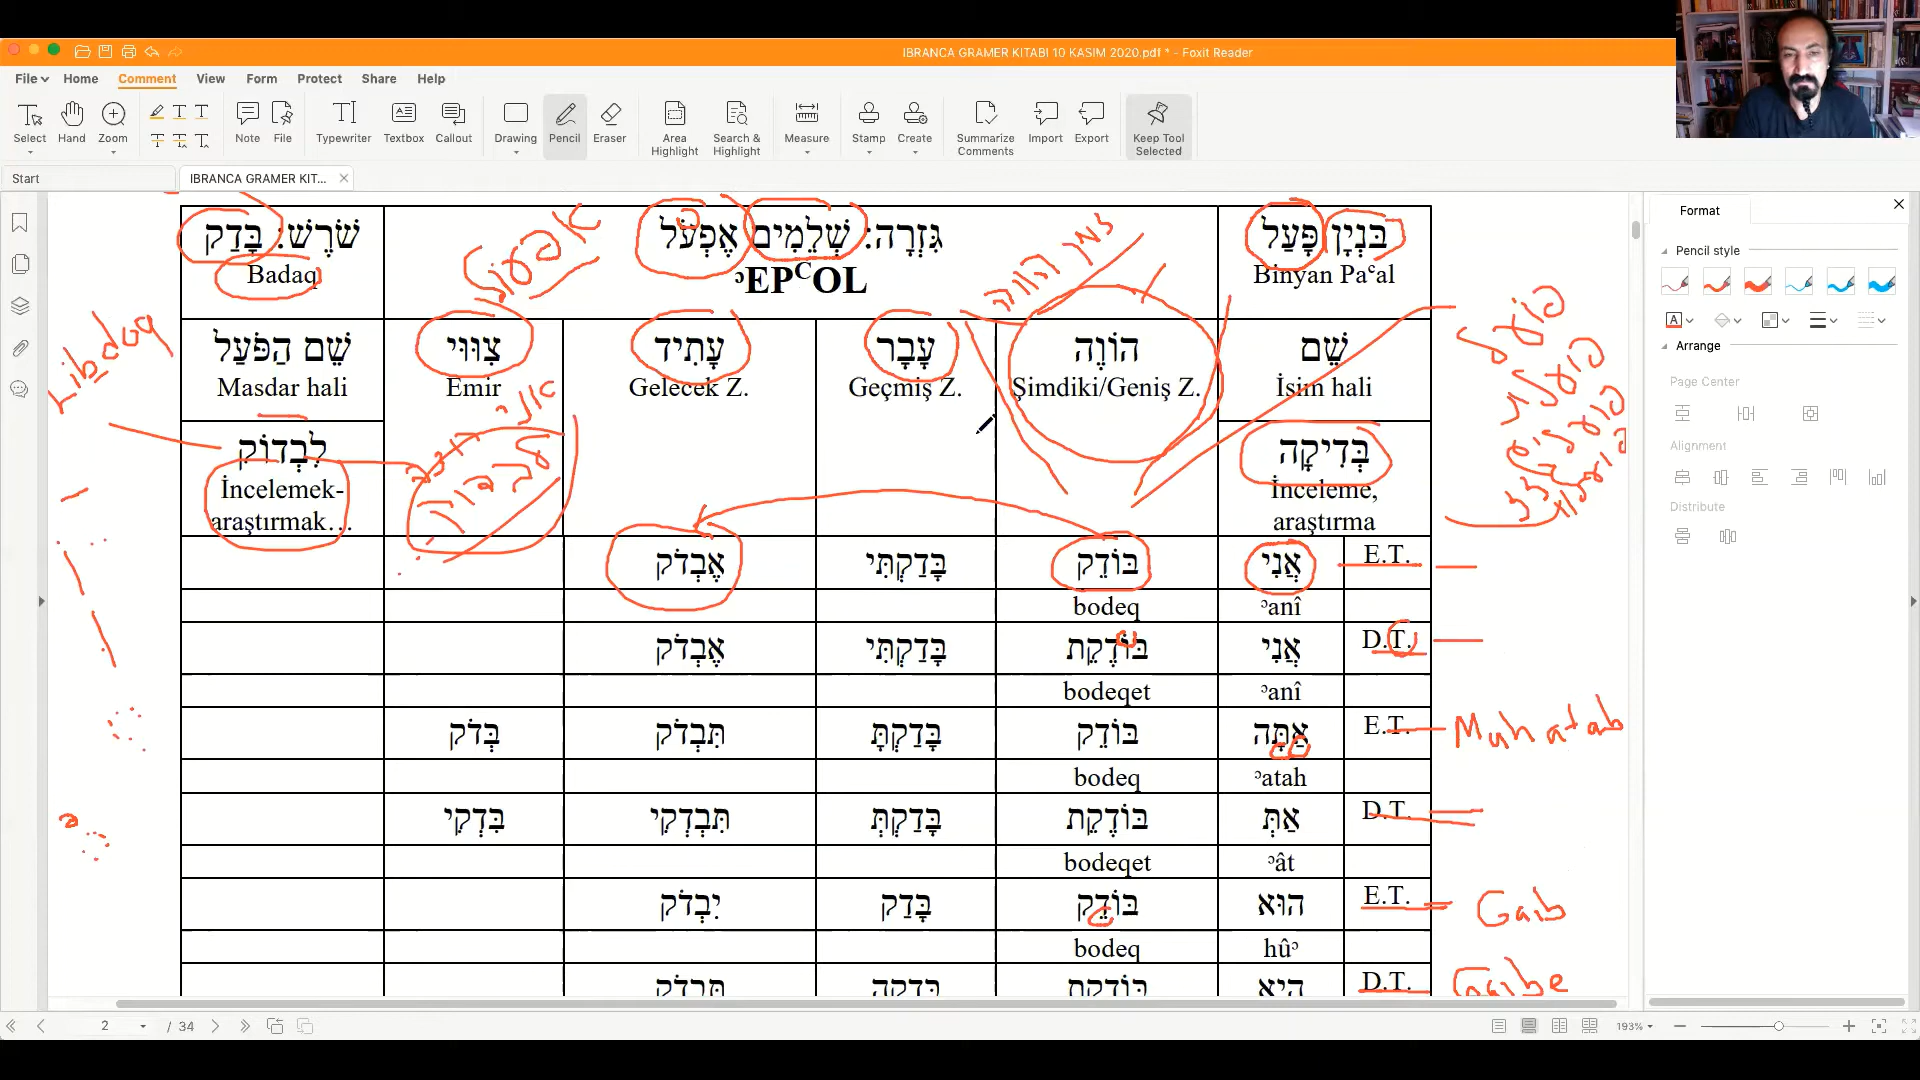 IBRANCA GRAMER KITABI 10 KASIM 2020.pdf * - Foxit Reader
File Home Comment View Form Protect Share Help
Select Hand Zoom Note File Typewriter Textbox Callout Drawing Pencil Eraser Area Highlight Search & Highlight Measure Stamp Create Summarize Comments Import Export Keep Tool Selected
Start IBRANCA GRAMER KIT...
Format
Pencil style
Arrange
Page Center
Alignment
Distribute
בִּנְיָן פָּעַל
Binyan Paᶜal
גִּזְרָה: שְׁלֵמִים אֶפְעֹל
ᵓEPᶜOL
שֹׁרֶשׁ: בָּדַק
Badaq
שֵׁם
İsim hali
הוֹוֶה
Şimdiki/Geniş Z.
עָבָר
Geçmiş Z.
עָתִיד
Gelecek Z.
צִוּוּי
Emir
שֵׁם הַפֹּעַל
Masdar hali
בְּדִיקָה
İnceleme,
araştırma
לִבְדוֹק
İncelemek-
araştırmak…
Libdoq
E.T. אֲנִי בּוֹדֵק בָּדַקְתִּי אֶבְדֹק
ᵓanî bodeq
D.T. אֲנִי בּוֹדֶקֵת בָּדַקְתִּי אֶבְדֹק
ᵓanî bodeqet
E.T. אַתָּה בּוֹדֵק בָּדַקְתָּ תִּבְדֹק בְּדֹק
Muhatab
ᵓatah bodeq
D.T. אַתְּ בּוֹדֶקֵת בָּדַקְתְּ תִּבְדְקִי בִּדְקִי
ᵓât bodeqet
E.T. הוּא בּוֹדֵק בָּדַק יִבְדֹק
Gaib
hûᵓ bodeq
D.T. הִיא בּוֹדֶקֵת בָּדְקָה תִּבְדֹק
Gaibe
2 / 34
193%